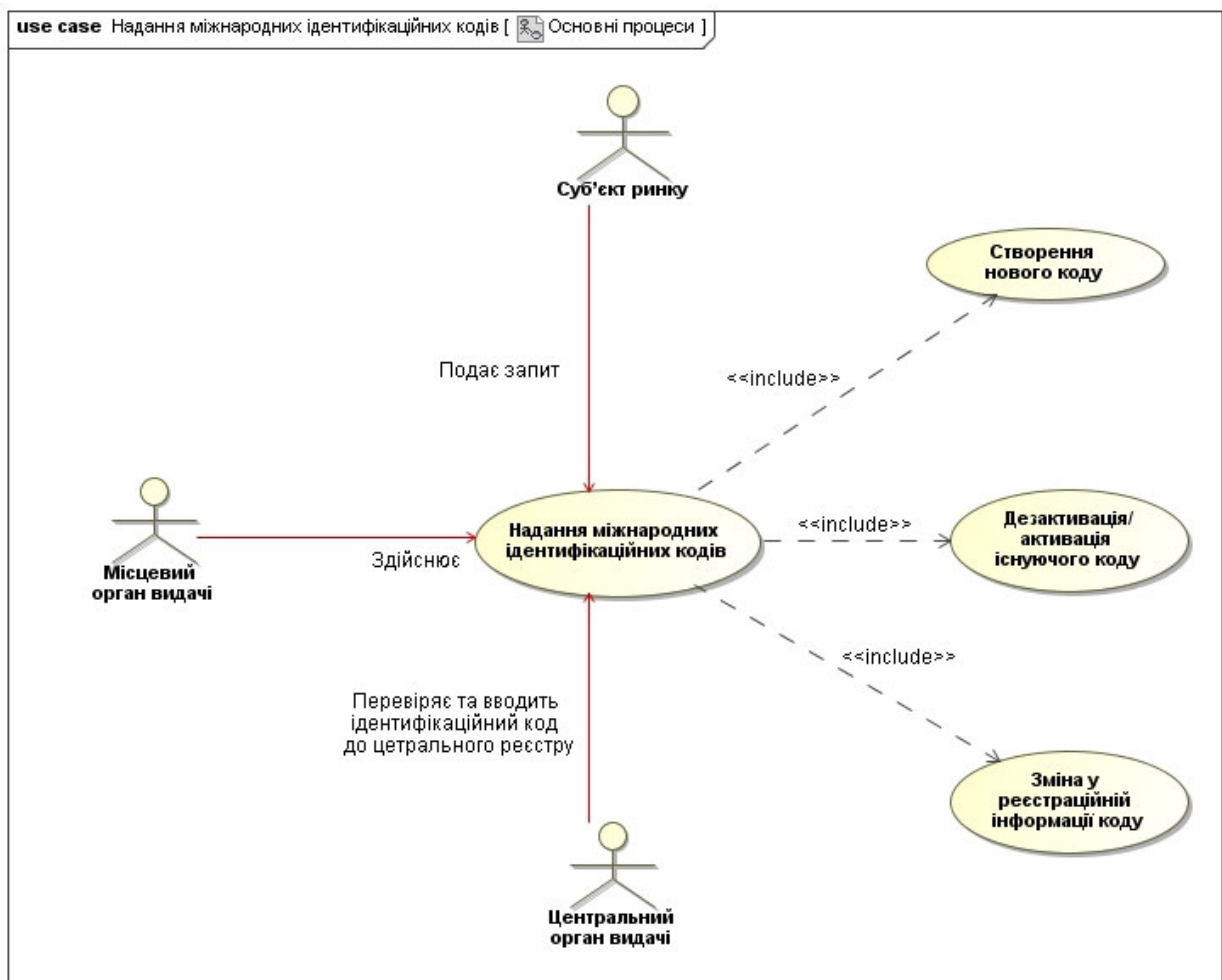 use case Надання міжнародних ідентифікаційних кодів [ Основні процеси ]
Суб'єкт ринку
Створення
нового коду
Подає запит
<<include>>
Надання міжнародних
ідентифікаційних кодів
<<include>>
Дезактивація/
активація
існуючого коду
Здійснює
Місцевий
орган видачі
<<include>>
Перевіряє та вводить
ідентифікаційний код
до цетрального реєстру
Зміна у
реєстраційній
інформації коду
Центральний
орган видачі